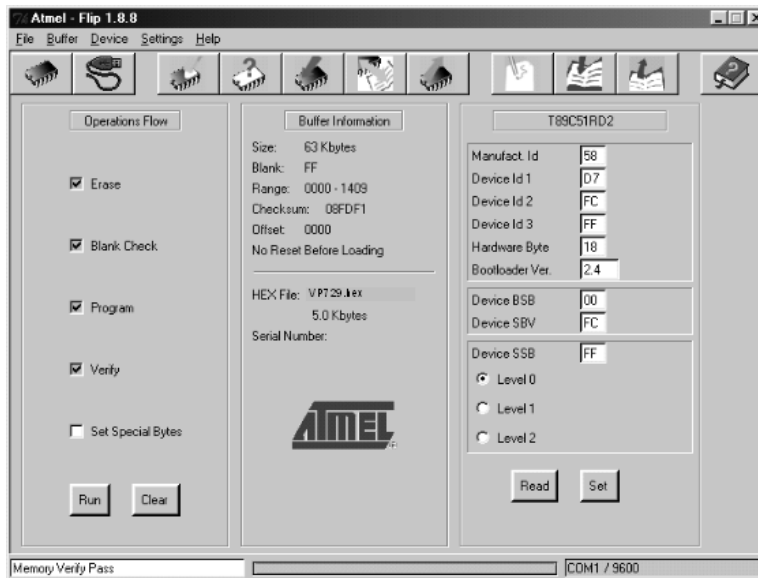 Atmel - Flip 1.8.8
File Buffer Device Settings Help
Operations Flow
Erase
Blank Check
Program
Verify
Set Special Bytes
Run Clear
Buffer Information
Size: 63 Kbytes
Blank: FF
Range: 0000 - 1409
Checksum: 08FDF1
Offset: 0000
No Reset Before Loading
HEX File: VP729.hex
5.0 Kbytes
Serial Number:
ATMEL
T89C51RD2
Manufact. Id 58
Device Id 1 D7
Device Id 2 FC
Device Id 3 FF
Hardware Byte 18
Bootloader Ver. 2.4
Device BSB 00
Device SBV FC
Device SSB FF
Level 0
Level 1
Level 2
Read Set
Memory Verify Pass
COM1 / 9600